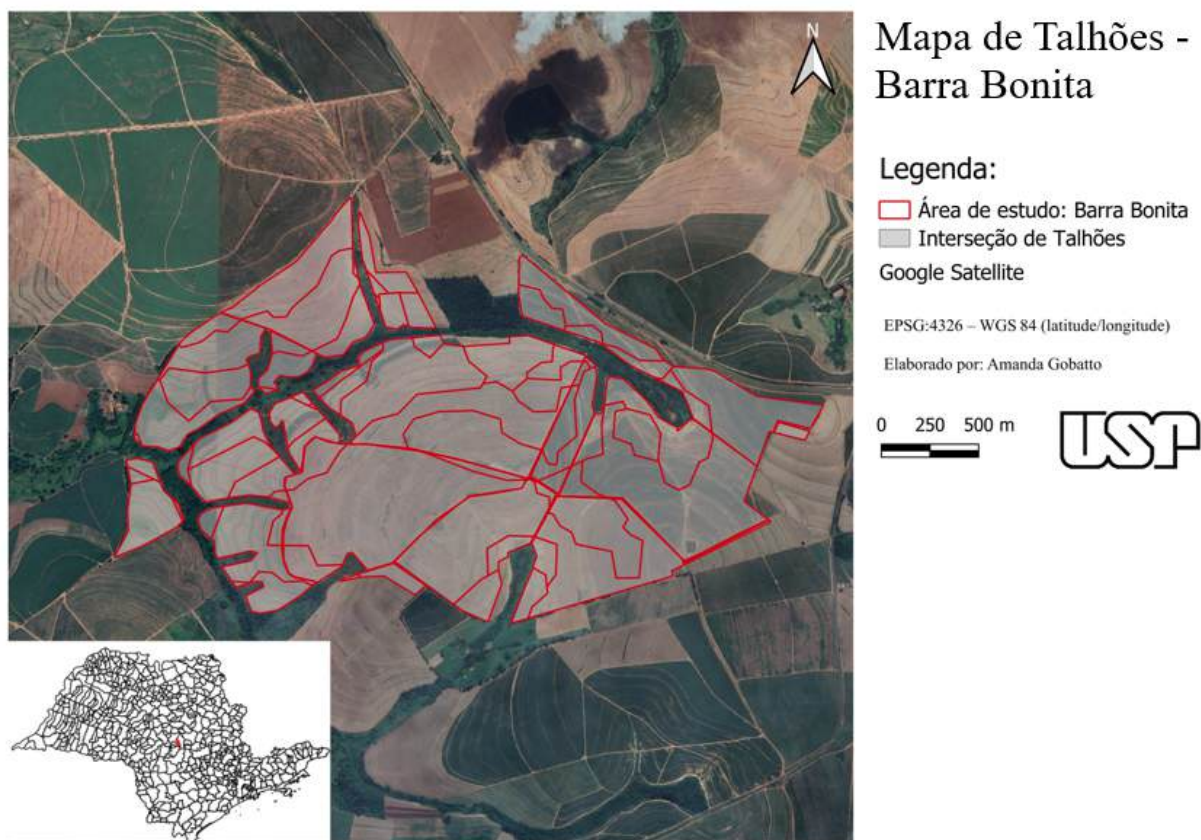 N
Mapa de Talhões -
Barra Bonita
Legenda:
Área de estudo: Barra Bonita
Interseção de Talhões
Google Satellite
EPSG:4326 – WGS 84 (latitude/longitude)
Elaborado por: Amanda Gobatto
0 250 500 m
USP